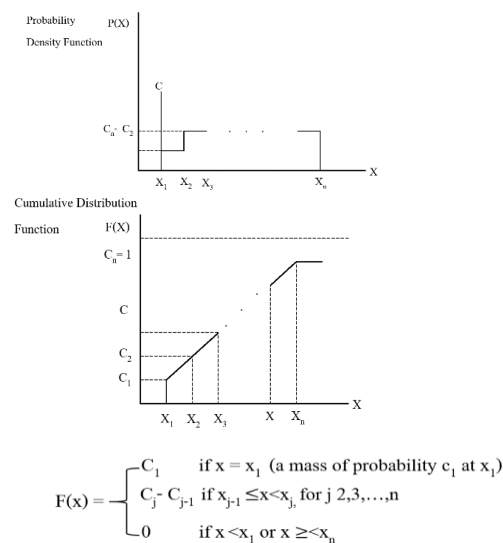 Probability P(X)
Density Function
C
Cₙ- C₂
. . .
X
X₁ X₂ X₃ Xₙ
Cumulative Distribution
Function F(X)
Cₙ= 1
C
C₂
C₁
X
X₁ X₂ X₃ X Xₙ
C₁ if x = x₁ (a mass of probability c₁ at x₁)
F(x) = Cⱼ- Cⱼ₋₁ if xⱼ₋₁ ≤x<xⱼ, for j 2,3,…,n
0 if x <x₁ or x ≥<xₙ